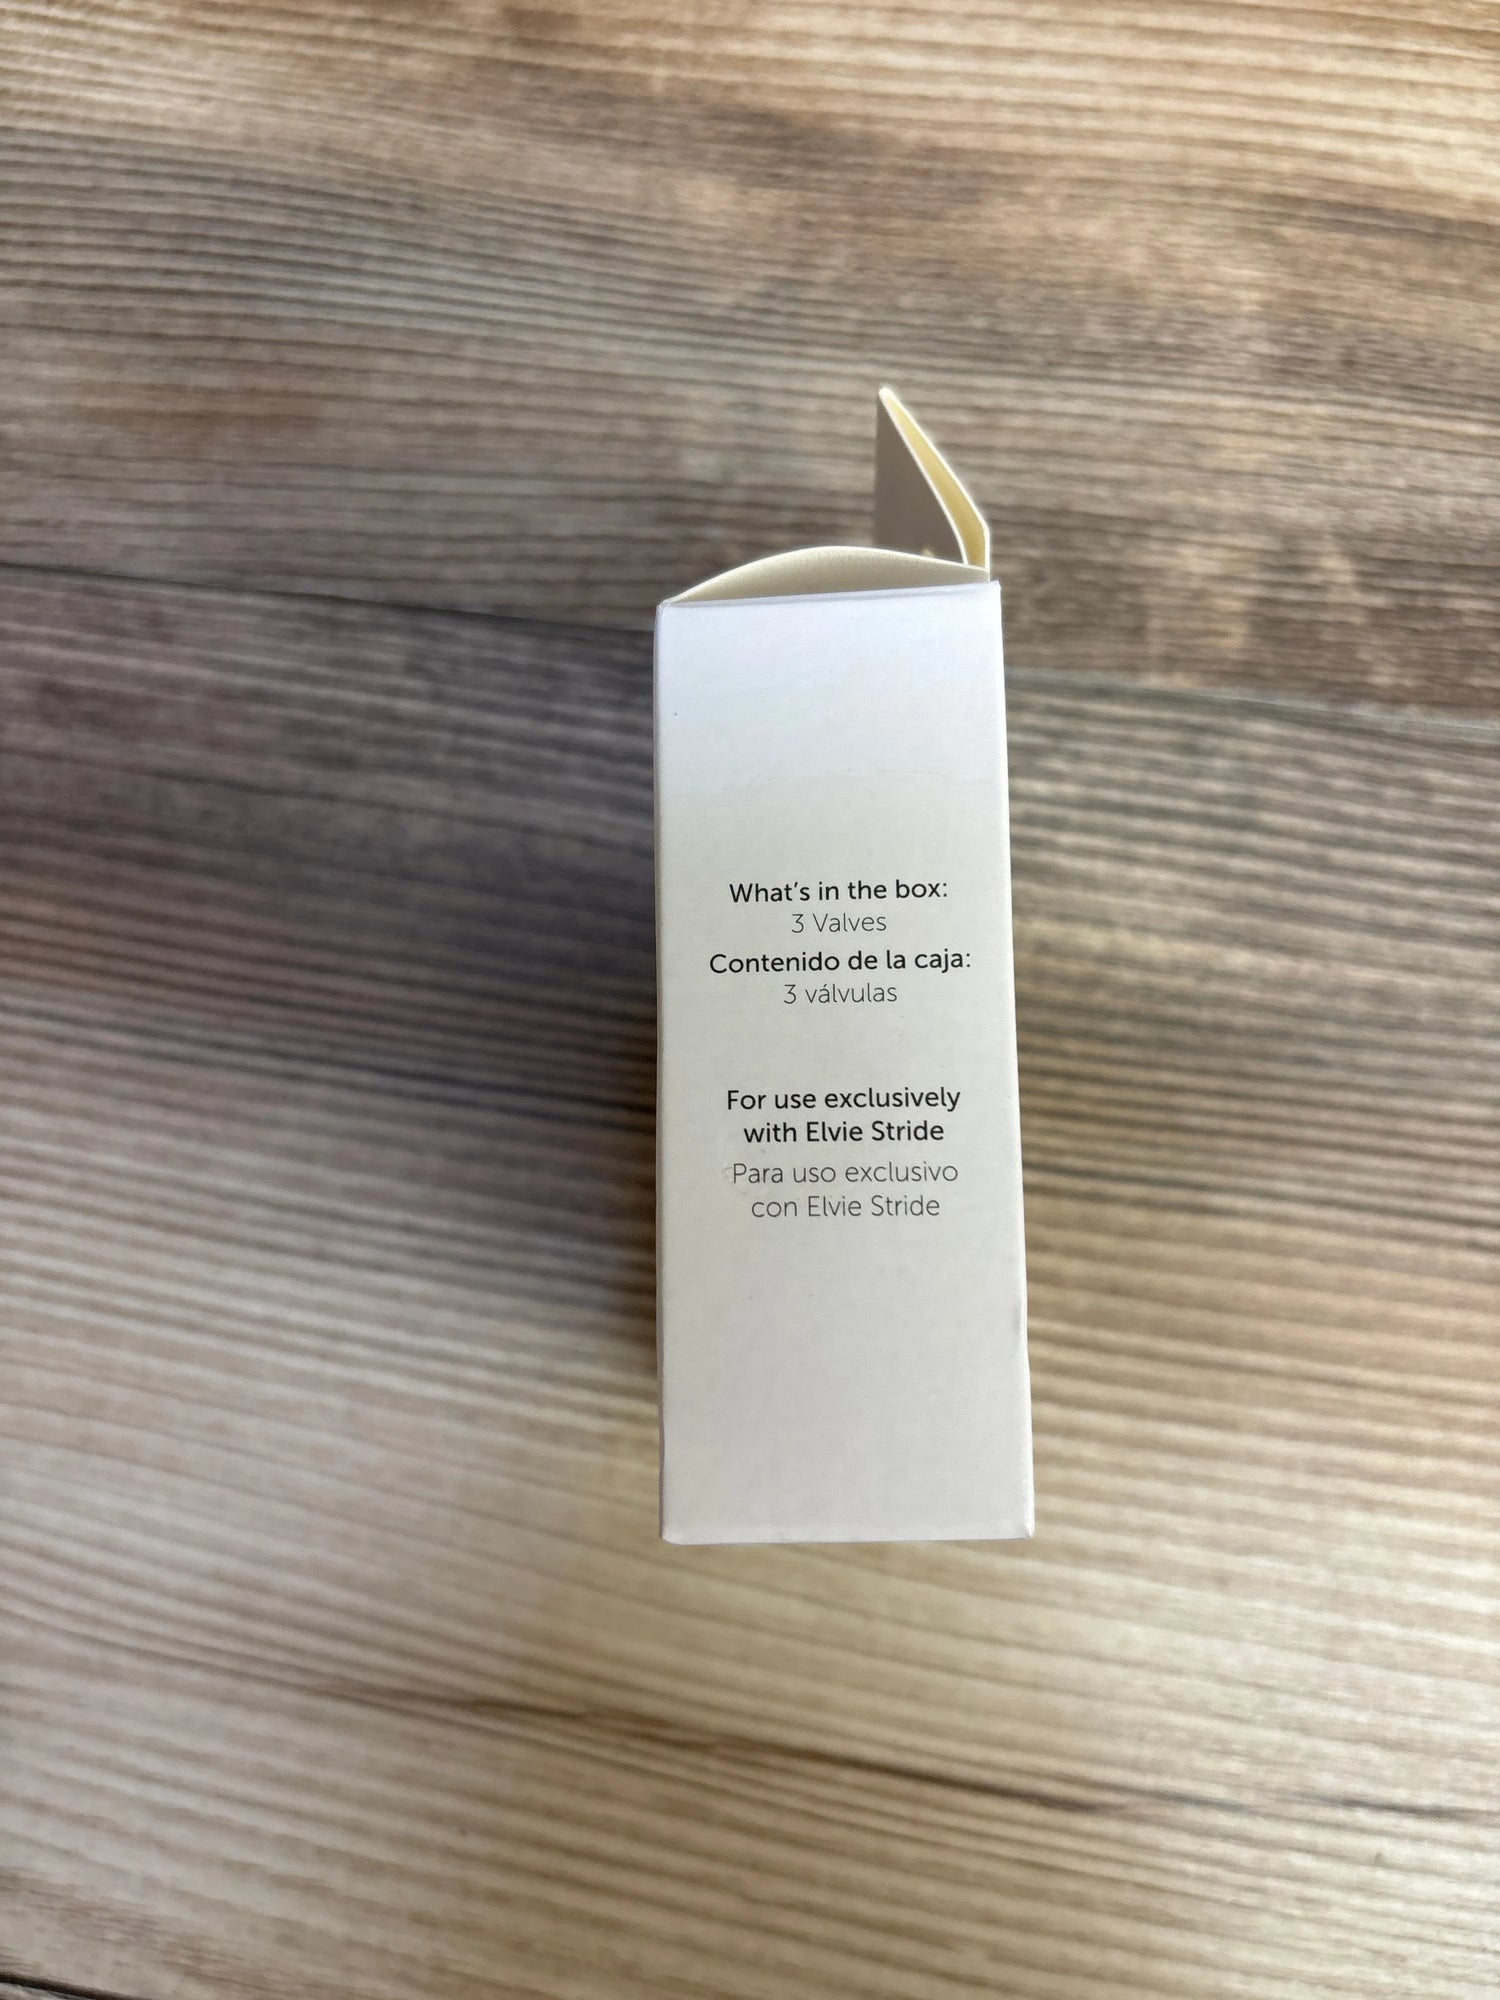 What's in the box:
3 Valves
Contenido de la caja:
3 válvulas
For use exclusively
with Elvie Stride
Para uso exclusivo
con Elvie Stride